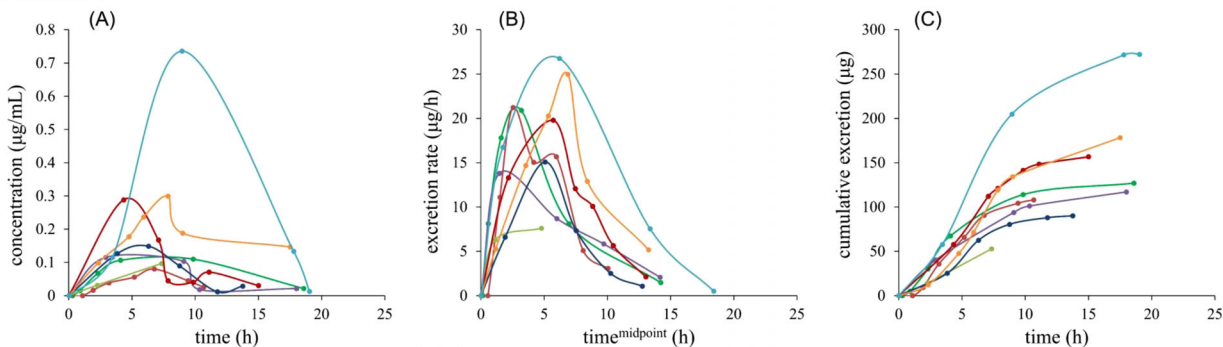 (A)
concentration (µg/mL)
0.8
0.7
0.6
0.5
0.4
0.3
0.2
0.1
0
0 5 10 15 20 25
time (h)
(B)
excretion rate (µg/h)
30
25
20
15
10
5
0
0 5 10 15 20 25
timeᵐⁱᵈᵖᵒⁱⁿᵗ (h)
(C)
cumulative excretion (µg)
300
250
200
150
100
50
0
0 5 10 15 20 25
time (h)